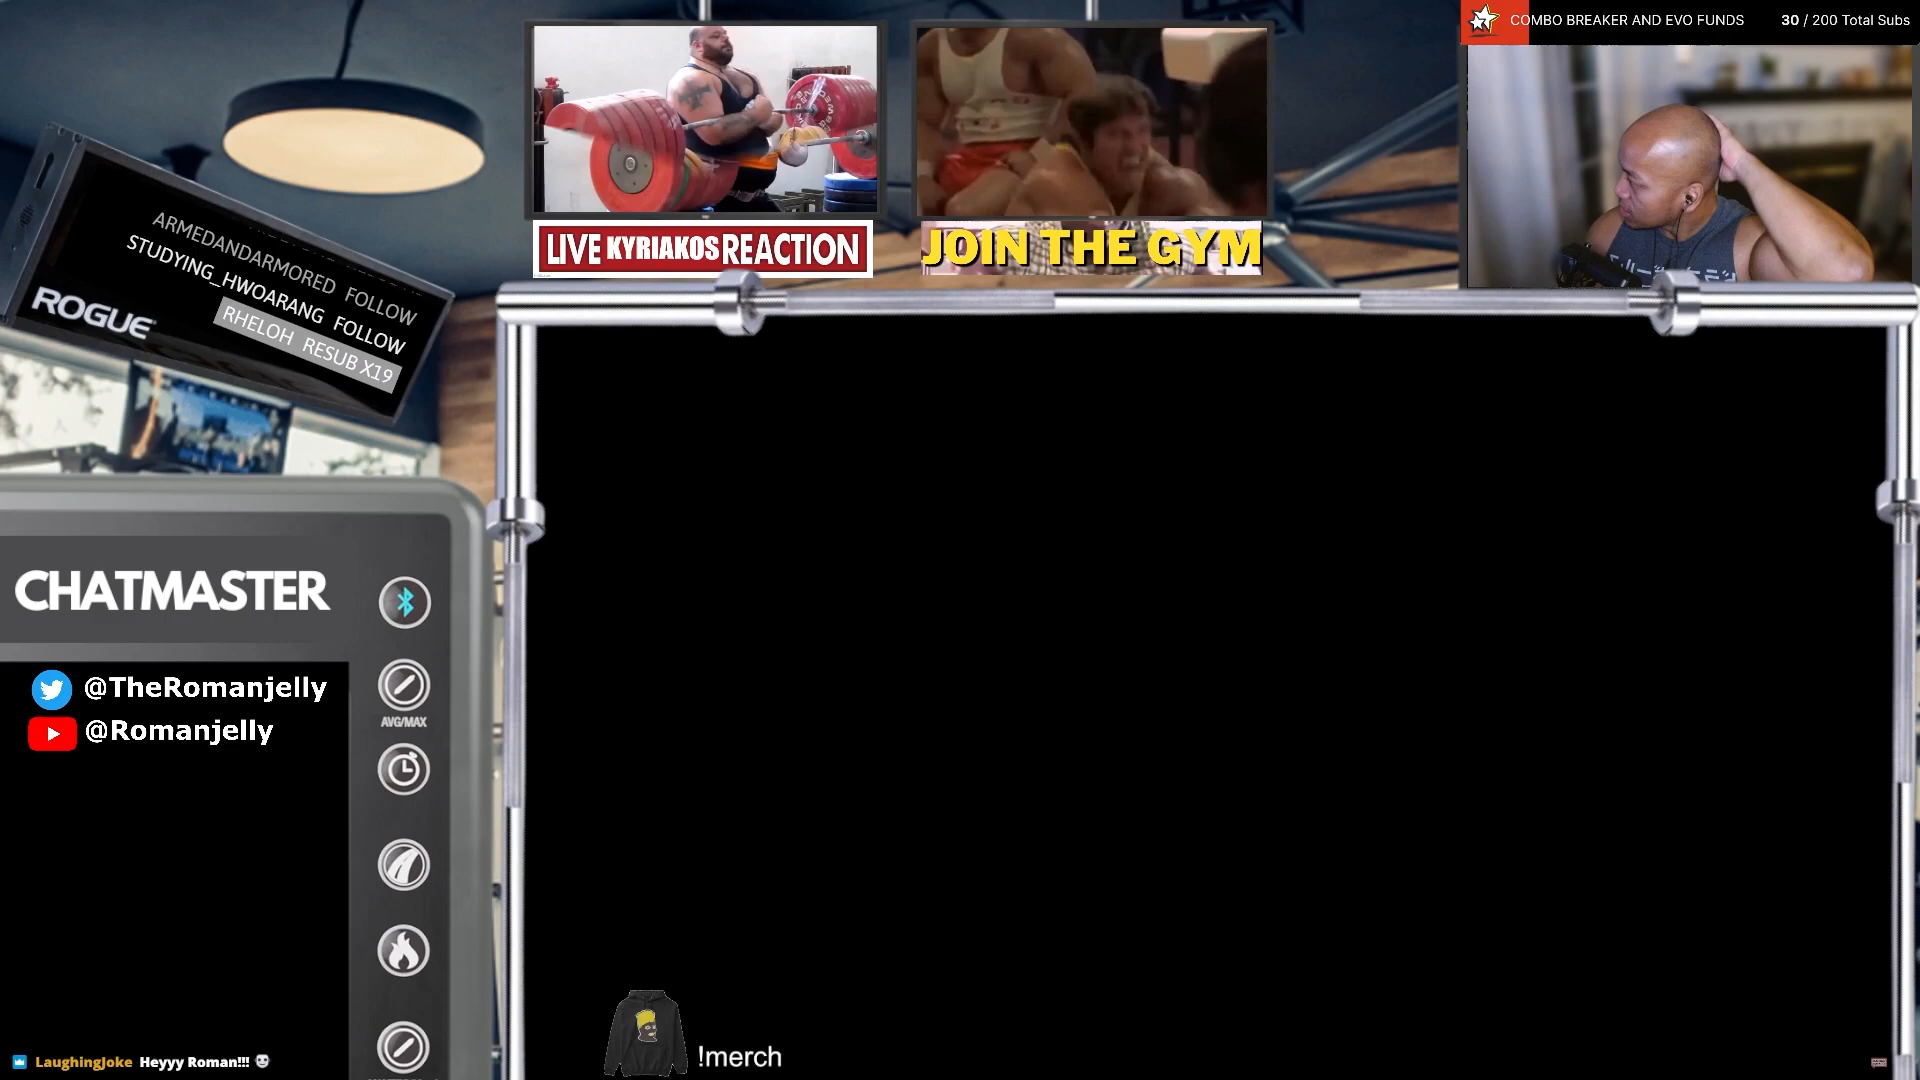 COMBO BREAKER AND EVO FUNDS 30 / 200 Total Subs
LIVE KYRIAKOS REACTION
JOIN THE GYM
ARMEDANDARMORED FOLLOW
STUDYING_HWOARANG FOLLOW
RHELOH RESUB X19
ROGUE
CHATMASTER
@TheRomanjelly
@Romanjelly
AVG/MAX
LaughingJoke Heyyy Roman!!!
!merch